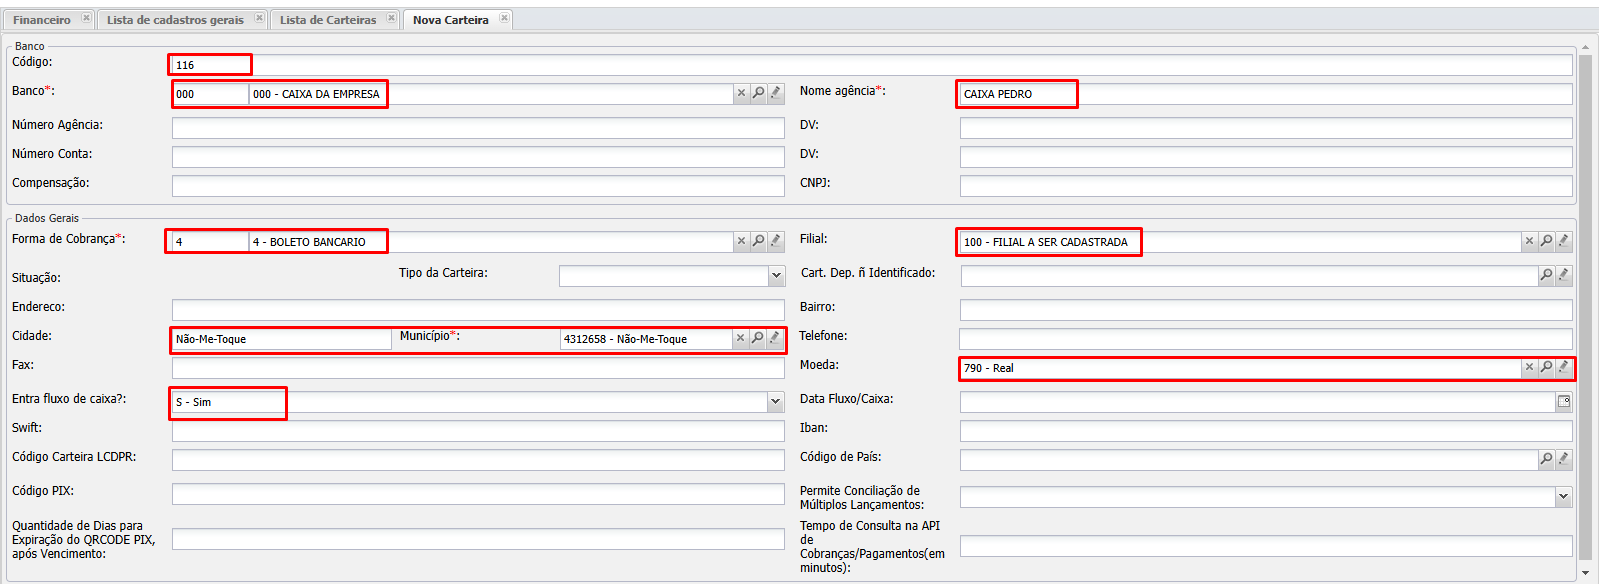 Financeiro Lista de cadastros gerais Lista de Carteiras Nova Carteira
Banco
Código: 116
Banco*: 000 000 - CAIXA DA EMPRESA Nome agência*: CAIXA PEDRO
Número Agência: DV:
Número Conta: DV:
Compensação: CNPJ:
Dados Gerais
Forma de Cobrança*: 4 4 - BOLETO BANCARIO Filial: 100 - FILIAL A SER CADASTRADA
Situação: Tipo da Carteira: Cart. Dep. ñ Identificado:
Endereco: Bairro:
Cidade: Não-Me-Toque Município*: 4312658 - Não-Me-Toque Telefone:
Fax: Moeda: 790 - Real
Entra fluxo de caixa?: S - Sim Data Fluxo/Caixa:
Swift: Iban:
Código Carteira LCDPR: Código de País:
Código PIX: Permite Conciliação de
Múltiplos Lançamentos:
Quantidade de Dias para
Expiração do QRCODE PIX,
após Vencimento:
Tempo de Consulta na API
de
Cobranças/Pagamentos(em
minutos):